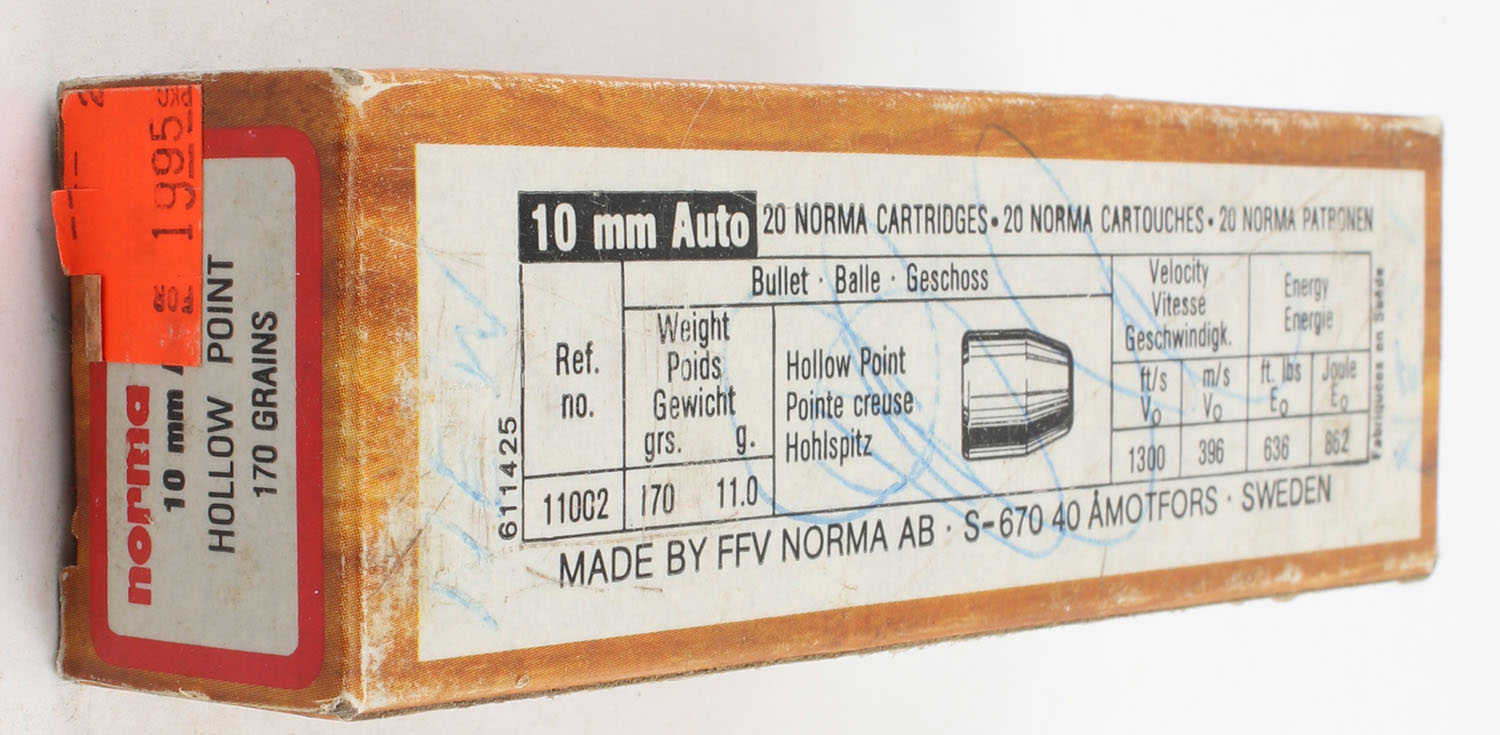 1995
PKG
FOR
norma
10 mm
HOLLOW POINT
170 GRAINS
10 mm Auto 20 NORMA CARTRIDGES • 20 NORMA CARTOUCHES • 20 NORMA PATRONEN
Bullet · Balle · Geschoss
Velocity
Vitesse
Geschwindigk.
Energy
Energie
Ref.
no.
Weight
Poids
Gewicht
grs. g.
Hollow Point
Pointe creuse
Hohlspitz
ft/s
V₀
m/s
V₀
ft. lbs
E₀
Joule
E₀
11002 170 11.0 1300 396 636 862
611425
Fabriquées en Suède
MADE BY FFV NORMA AB · S-670 40 ÅMOTFORS · SWEDEN